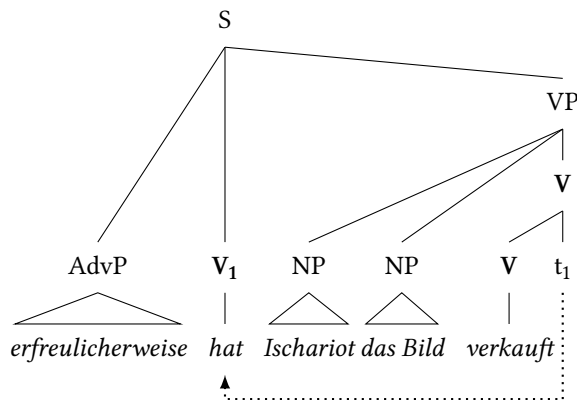 S
VP
V
AdvP V₁ NP NP V t₁
erfreulicherweise hat Ischariot das Bild verkauft